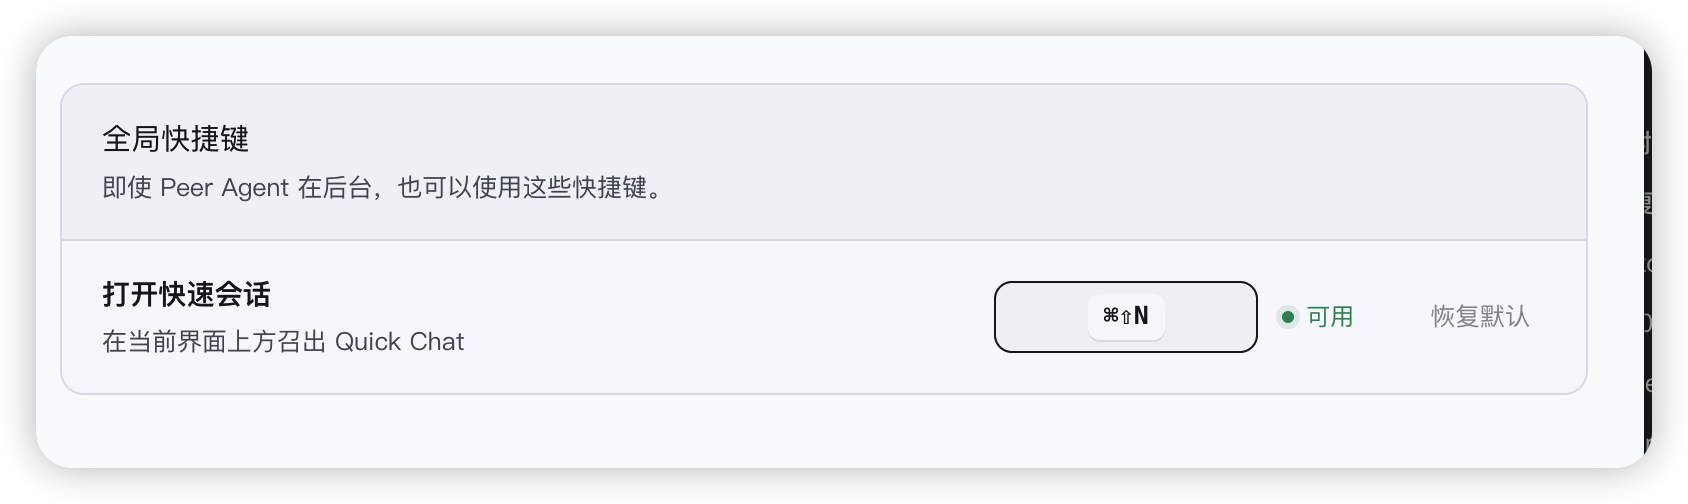 全局快捷键
即使 Peer Agent 在后台，也可以使用这些快捷键。
打开快速会话
在当前界面上方召出 Quick Chat
⌘⇧N
可用
恢复默认